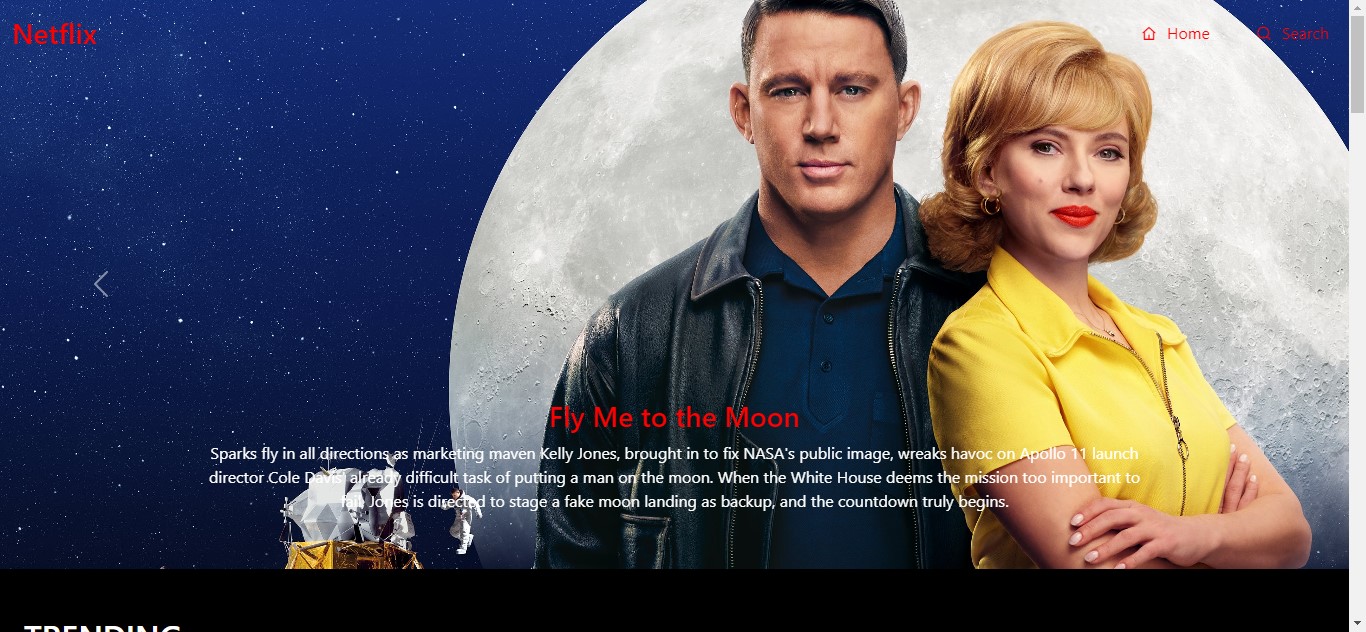 Netflix
Home
Search
Fly Me to the Moon
Sparks fly in all directions as marketing maven Kelly Jones, brought in to fix NASA's public image, wreaks havoc on Apollo 11 launch
director Cole Davis' already difficult task of putting a man on the moon. When the White House deems the mission too important to
fail, Jones is directed to stage a fake moon landing as backup, and the countdown truly begins.
TRENDING